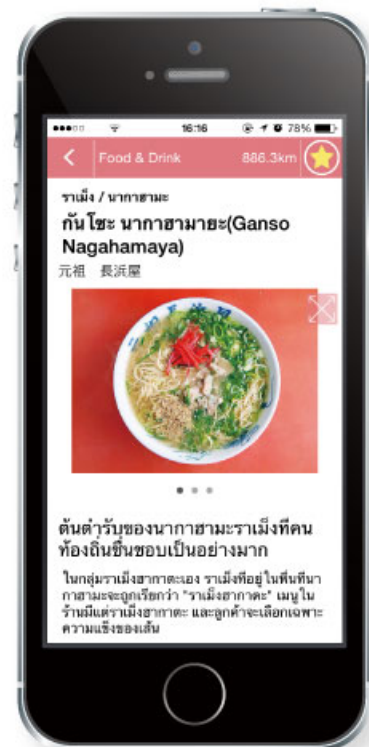 16:16 78%
Food & Drink 886.3km
ราเม็ง / นากาฮามะ
กันโซะ นากาฮามายะ(Ganso
Nagahamaya)
元祖 長浜屋
ต้นตำรับของนากาฮามะราเม็งที่คน
ท้องถิ่นชื่นชอบเป็นอย่างมาก
ในกลุ่มราเม็งฮากาตะเอง ราเม็งที่อยู่ในพื้นที่นา
กาฮามะจะถูกเรียกว่า "ราเม็งฮากาตะ" เมนูใน
ร้านมีแต่ราเม็งฮากาตะ และลูกค้าจะเลือกเฉพาะ
ความแข็งของเส้น